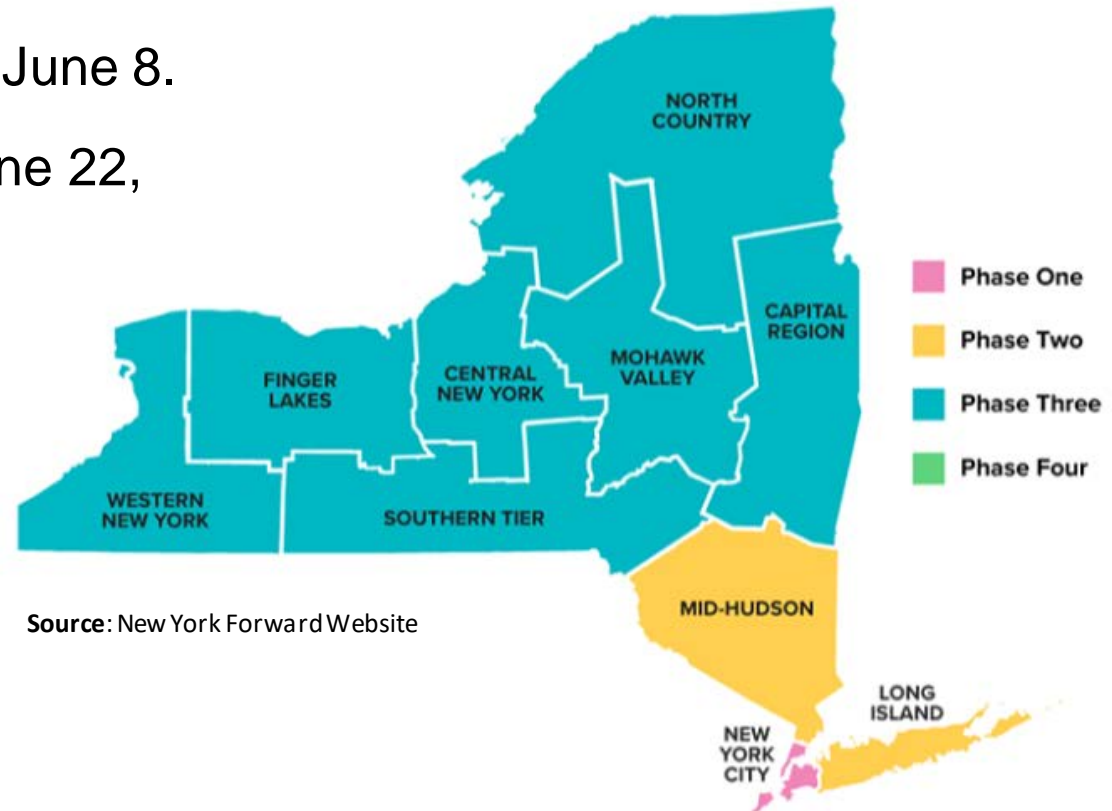 June 8.
ne 22,
NORTH
COUNTRY
Phase One
Phase Two
Phase Three
Phase Four
CAPITAL
REGION
MOHAWK
VALLEY
CENTRAL
NEW YORK
FINGER
LAKES
WESTERN
NEW YORK
SOUTHERN TIER
MID-HUDSON
Source: New York Forward Website
LONG
ISLAND
NEW
YORK
CITY